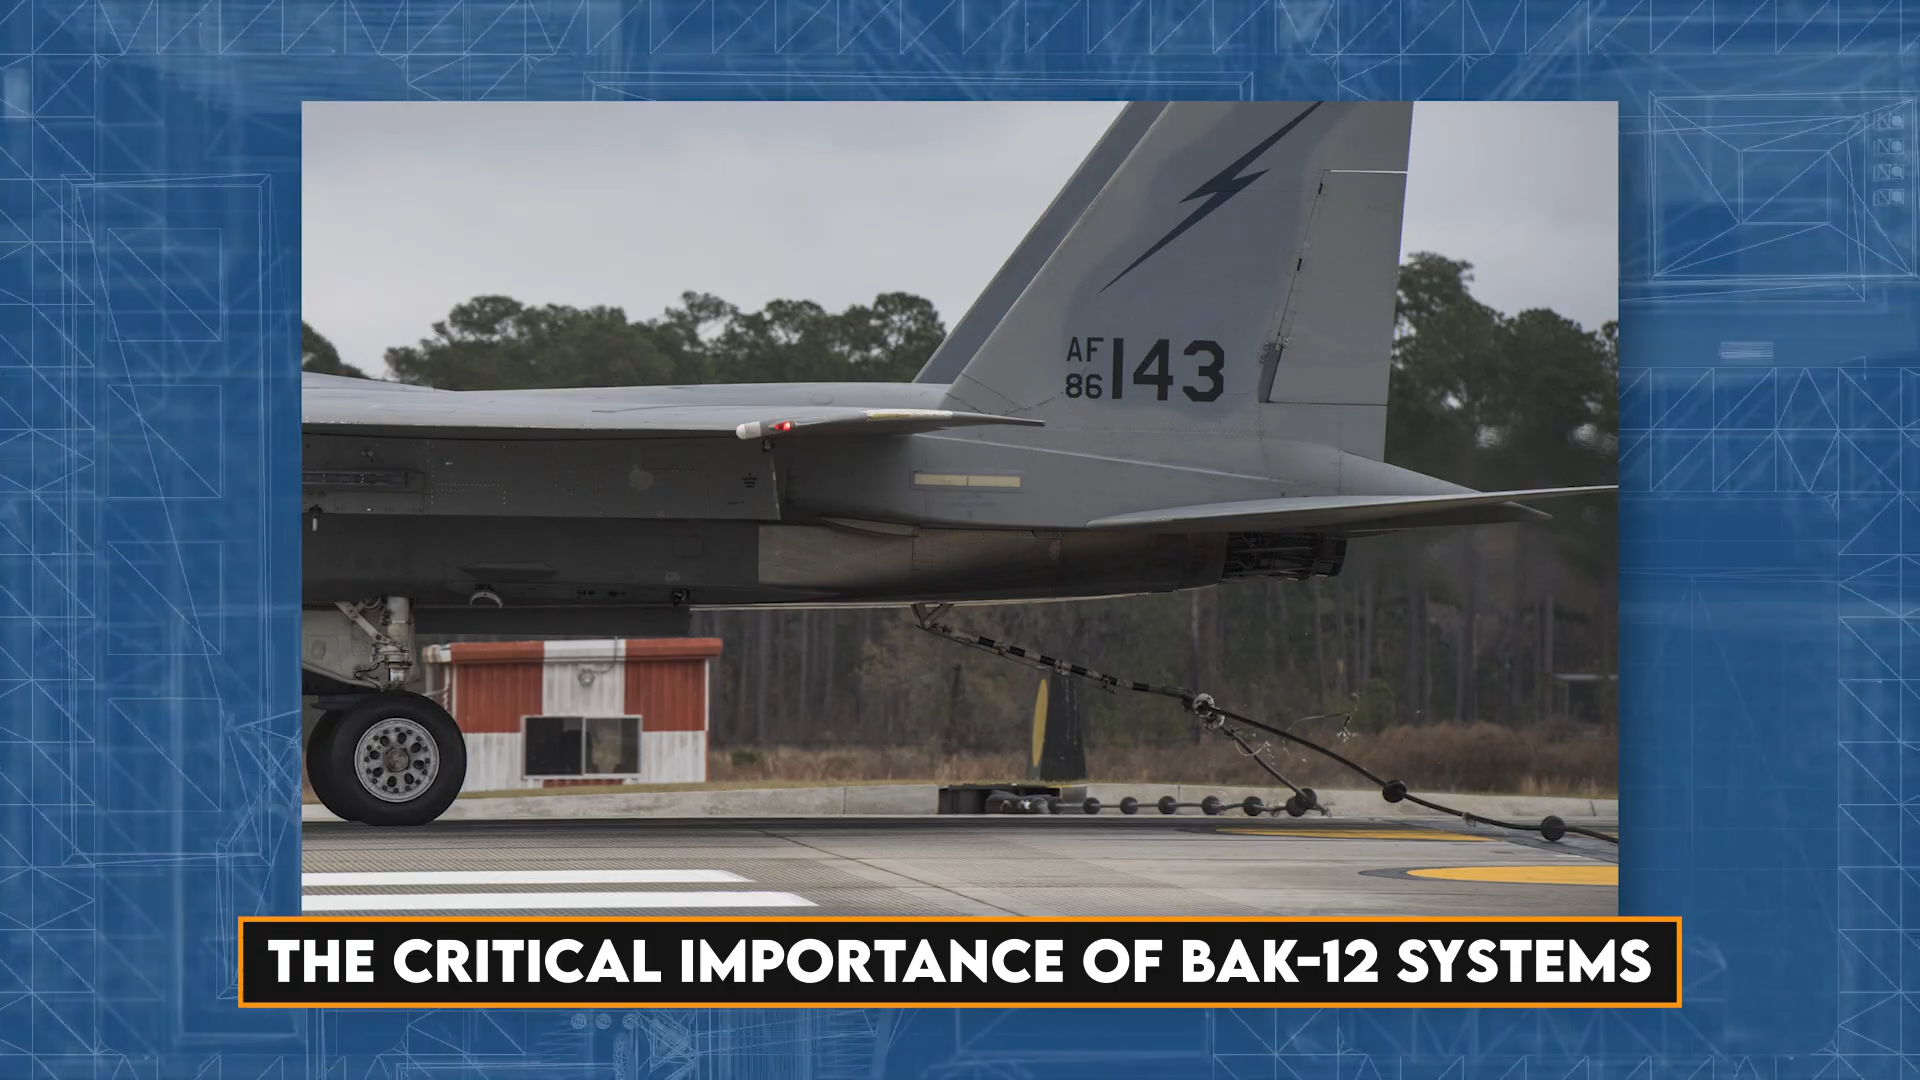 AF
86 143
THE CRITICAL IMPORTANCE OF BAK-12 SYSTEMS